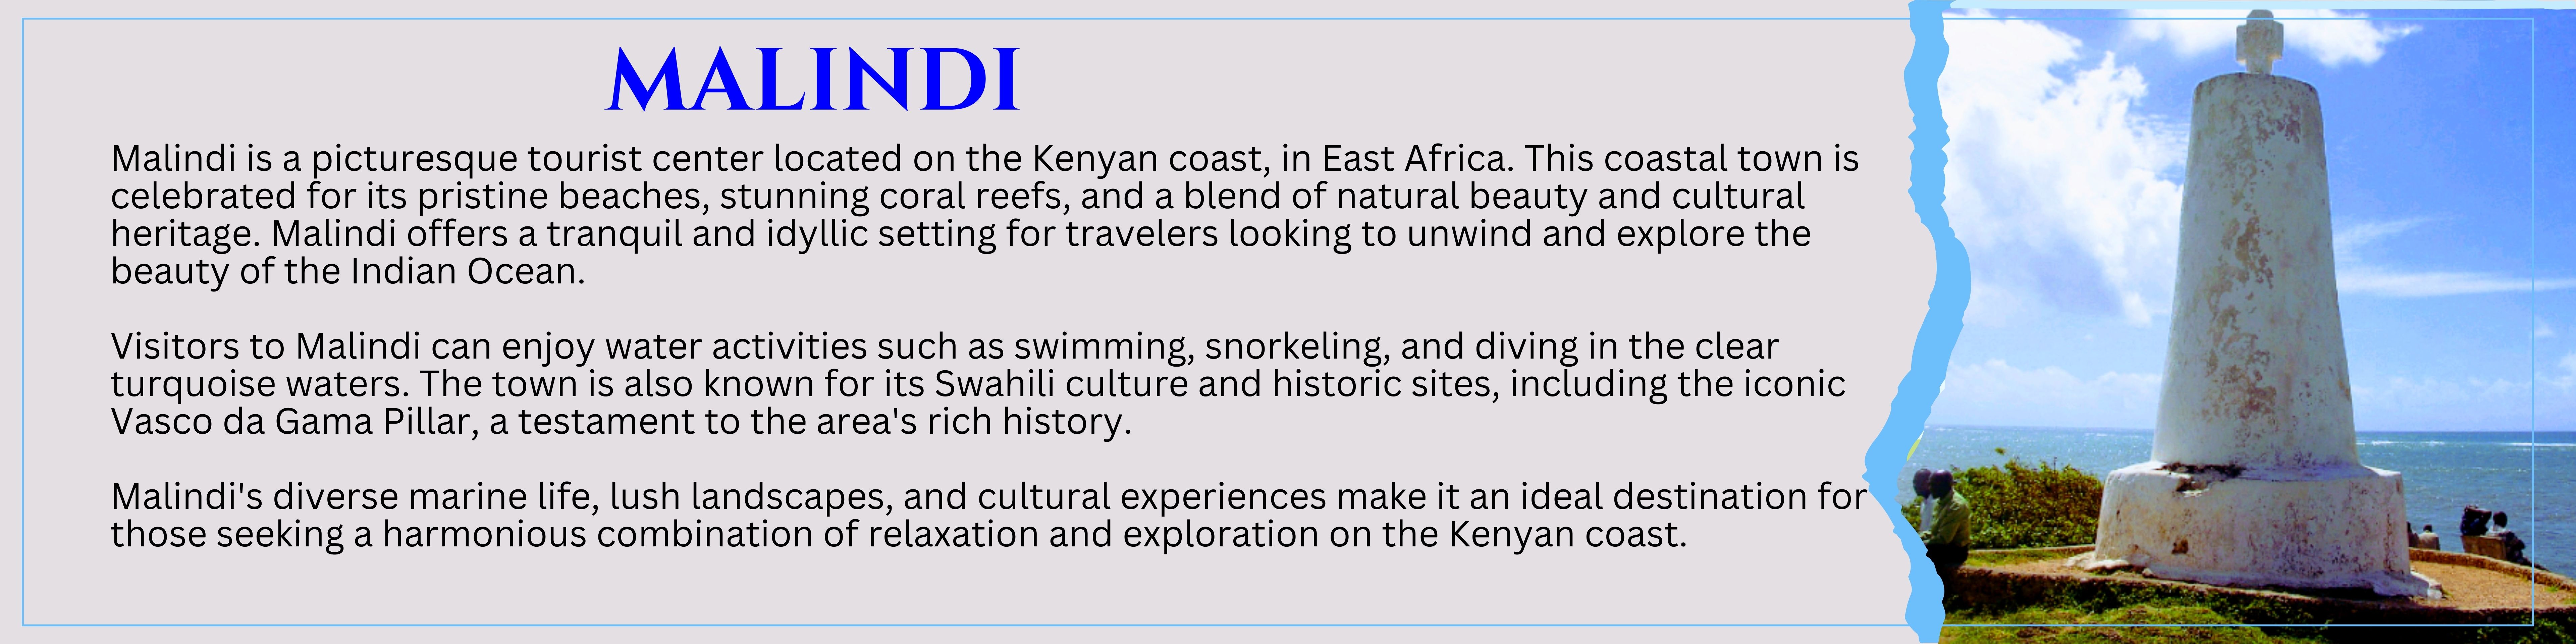 MALINDI
Malindi is a picturesque tourist center located on the Kenyan coast, in East Africa. This coastal town is
celebrated for its pristine beaches, stunning coral reefs, and a blend of natural beauty and cultural
heritage. Malindi offers a tranquil and idyllic setting for travelers looking to unwind and explore the
beauty of the Indian Ocean.
Visitors to Malindi can enjoy water activities such as swimming, snorkeling, and diving in the clear
turquoise waters. The town is also known for its Swahili culture and historic sites, including the iconic
Vasco da Gama Pillar, a testament to the area's rich history.
Malindi's diverse marine life, lush landscapes, and cultural experiences make it an ideal destination for
those seeking a harmonious combination of relaxation and exploration on the Kenyan coast.